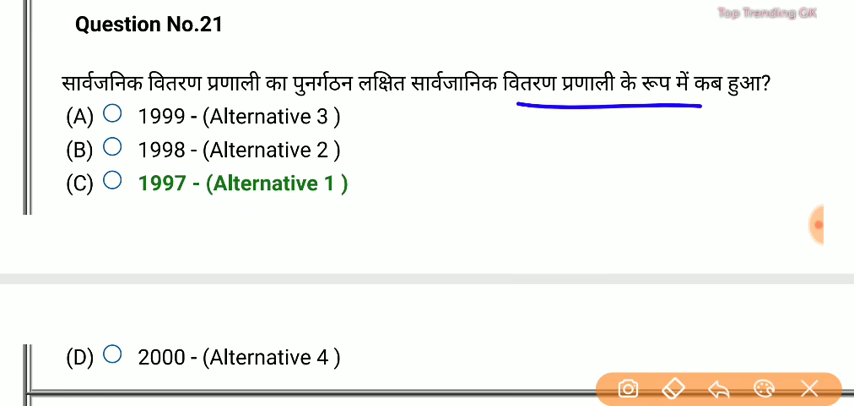 Top Trending GK
Question No.21
सार्वजनिक वितरण प्रणाली का पुनर्गठन लक्षित सार्वजानिक वितरण प्रणाली के रूप में कब हुआ?
(A) 1999 - (Alternative 3 )
(B) 1998 - (Alternative 2 )
(C) 1997 - (Alternative 1 )
(D) 2000 - (Alternative 4 )